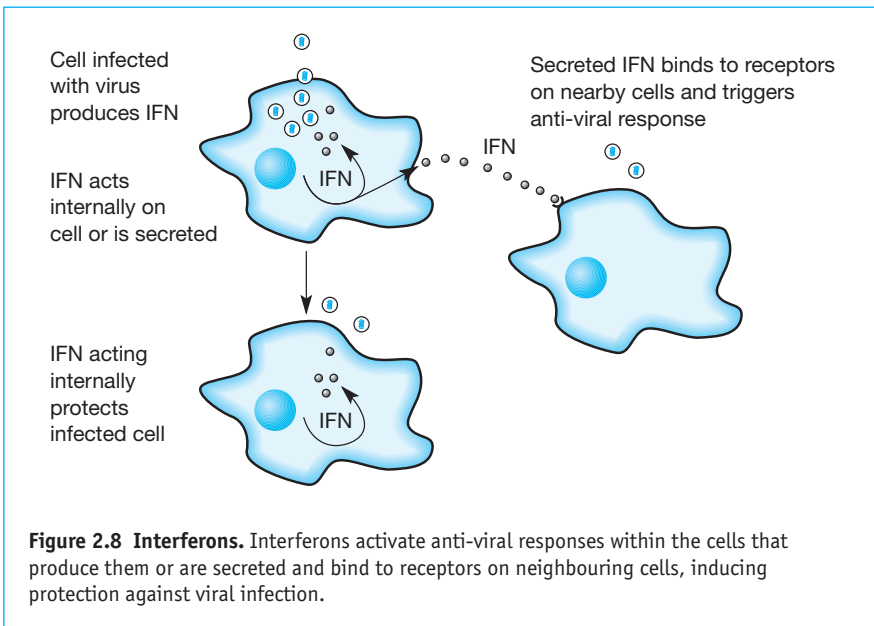 Cell infected
with virus
produces IFN
Secreted IFN binds to receptors
on nearby cells and triggers
anti-viral response
IFN
IFN
IFN acts
internally on
cell or is secreted
IFN acting
internally
protects
infected cell
IFN
Figure 2.8 Interferons. Interferons activate anti-viral responses within the cells that
produce them or are secreted and bind to receptors on neighbouring cells, inducing
protection against viral infection.